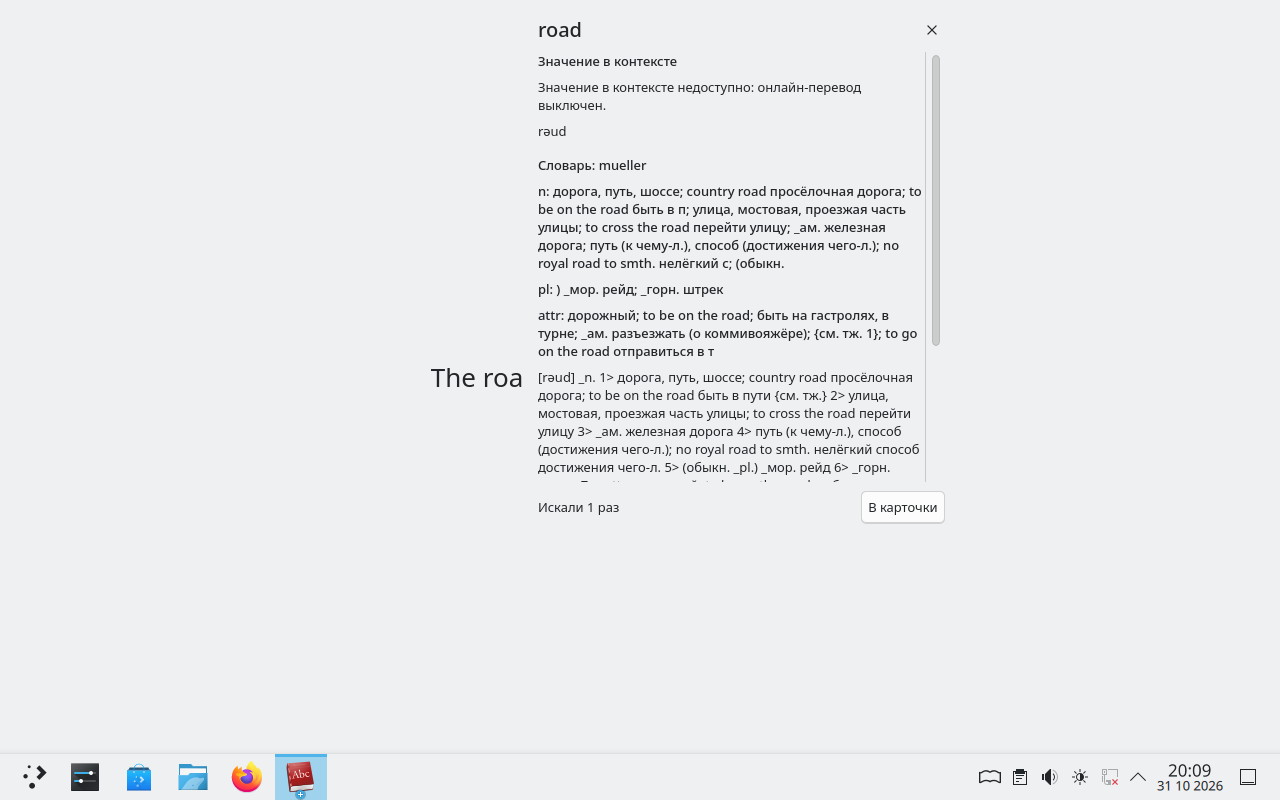 road
Значение в контексте
Значение в контексте недоступно: онлайн-перевод
выключен.
rəud
Словарь: mueller
n: дорога, путь, шоссе; country road просёлочная дорога; to
be on the road быть в п; улица, мостовая, проезжая часть
улицы; to cross the road перейти улицу; _ам. железная
дорога; путь (к чему-л.), способ (достижения чего-л.); no
royal road to smth. нелёгкий с; (обыкн.
pl: ) _мор. рейд; _горн. штрек
attr: дорожный; to be on the road; быть на гастролях, в
турне; _ам. разъезжать (о коммивояжёре); {см. тж. 1}; to go
on the road отправиться в т
The roa
[rəud] _n. 1> дорога, путь, шоссе; country road просёлочная
дорога; to be on the road быть в пути {см. тж.} 2> улица,
мостовая, проезжая часть улицы; to cross the road перейти
улицу 3> _ам. железная дорога 4> путь (к чему-л.), способ
(достижения чего-л.); no royal road to smth. нелёгкий способ
достижения чего-л. 5> (обыкн. _pl.) _мор. рейд 6> _горн.
Искали 1 раз
В карточки
Abc
20:09
31 10 2026